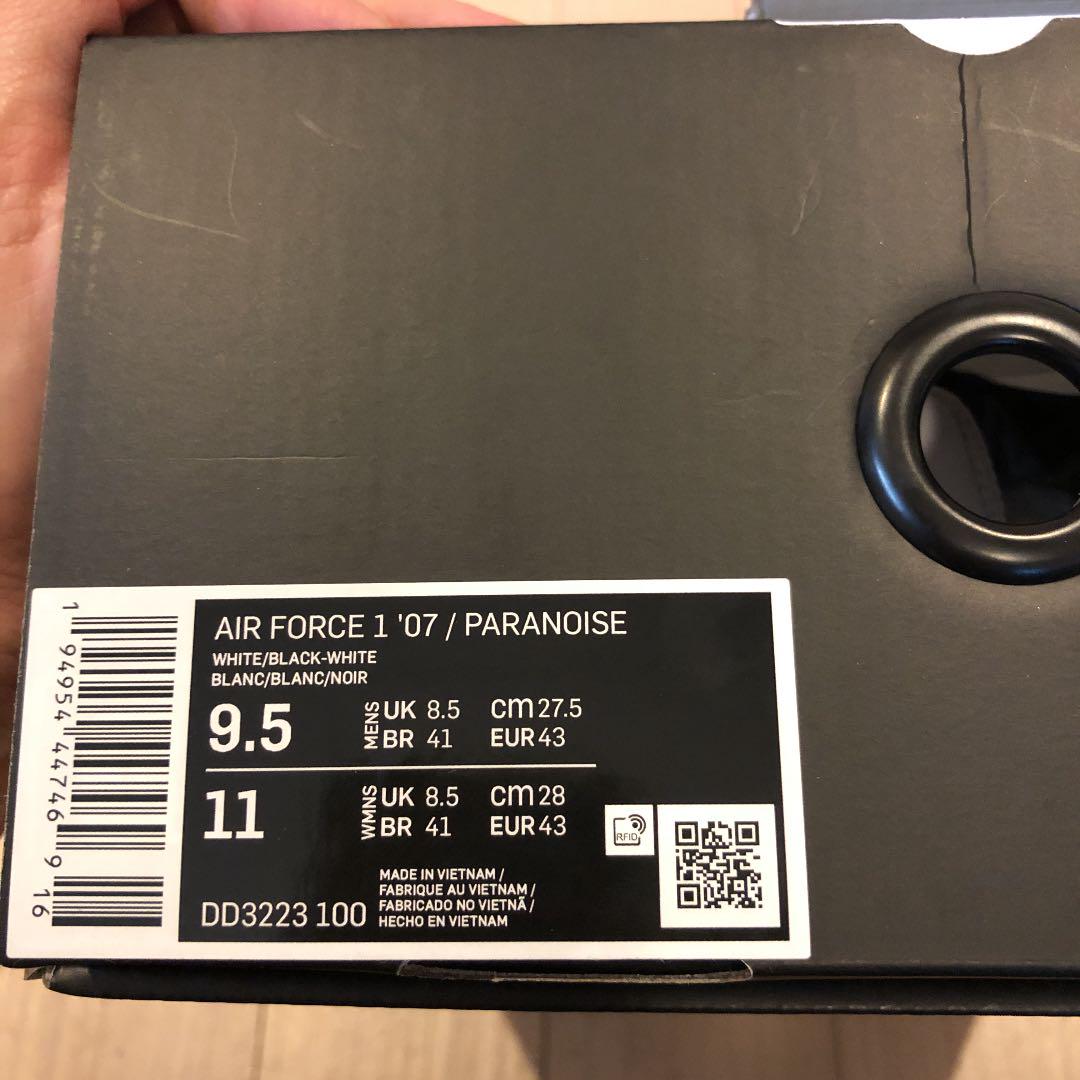 AIR FORCE 1 '07 / PARANOISE
WHITE/BLACK-WHITE
BLANC/BLANC/NOIR
9.5 MENS UK 8.5 CM 27.5
BR 41 EUR 43
11 WMNS UK 8.5 CM 28
BR 41 EUR 43
RFID
MADE IN VIETNAM /
FABRIQUE AU VIETNAM /
FABRICADO NO VIETNÃ /
HECHO EN VIETNAM
DD3223 100
1 94954 44746 9 16